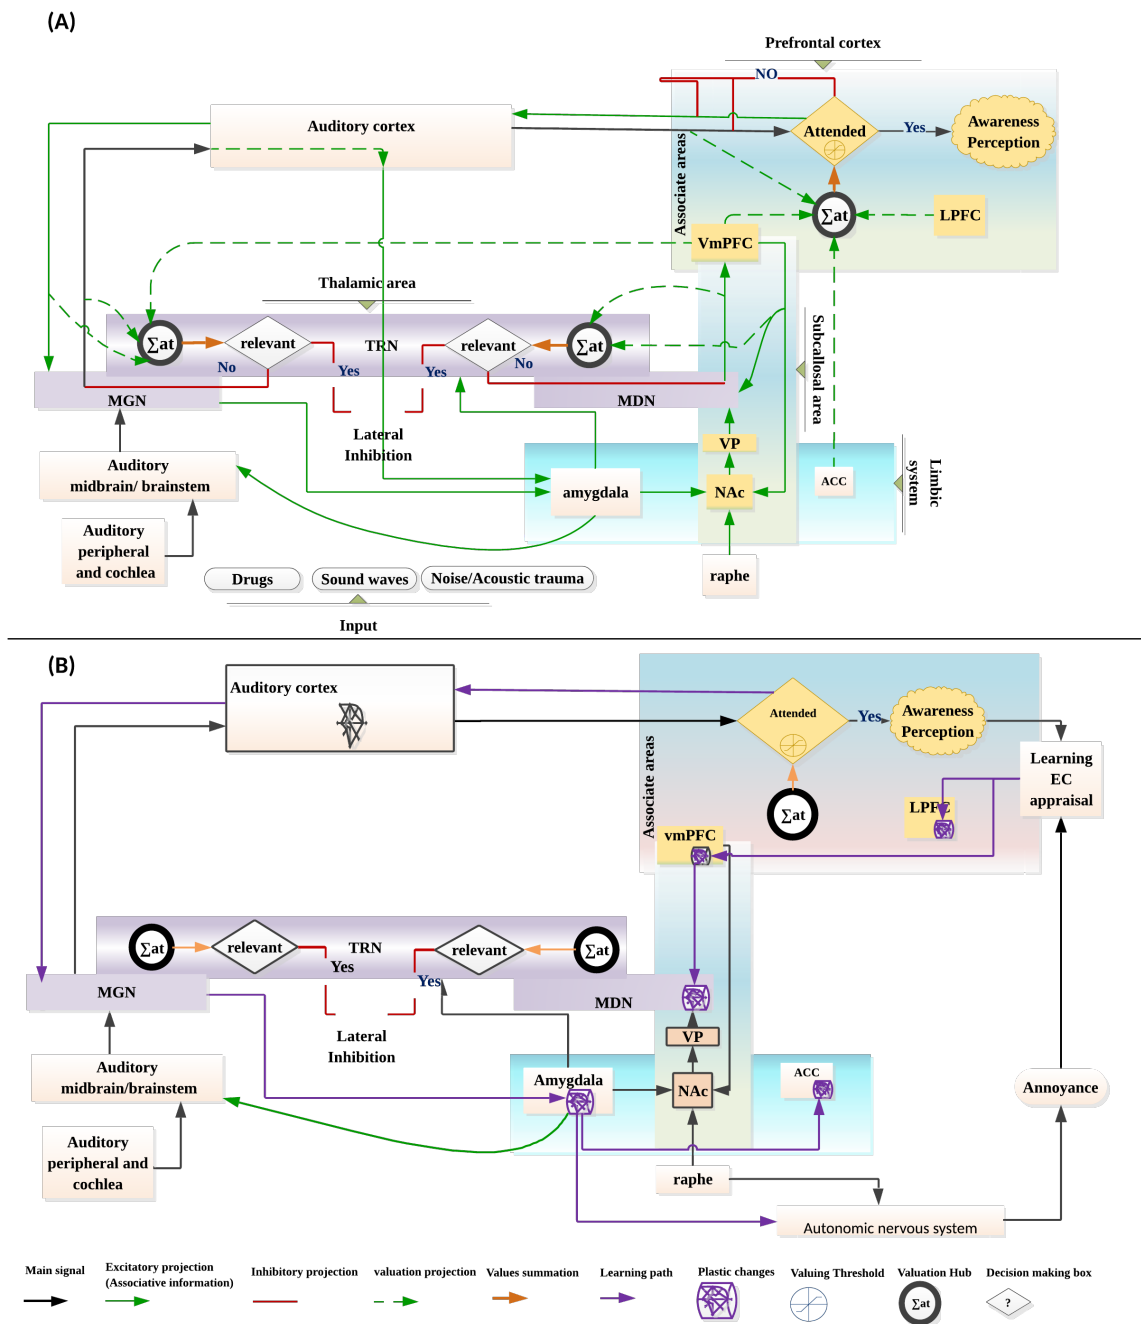 (A)
Prefrontal cortex
NO
Auditory cortex
Attended
Yes
Awareness
Perception
Associate areas
∑at
LPFC
VmPFC
Thalamic area
∑at
relevant
TRN
relevant
∑at
No
Yes
Yes
No
Subcallosal area
MGN
MDN
Lateral
Inhibition
VP
Auditory
midbrain/ brainstem
amygdala
NAc
ACC
Limbic
system
Auditory
peripheral
and cochlea
raphe
Drugs
Sound waves
Noise/Acoustic trauma
Input
(B)
Auditory cortex
Attended
Yes
Awareness
Perception
Learning
EC
appraisal
Associate areas
∑at
LPFC
vmPFC
∑at
relevant
TRN
relevant
∑at
Yes
Yes
MGN
MDN
Lateral
Inhibition
VP
Auditory
midbrain/brainstem
Amygdala
NAc
ACC
Annoyance
Auditory
peripheral and
cochlea
raphe
Autonomic nervous system
Main signal
Excitatory projection
(Associative information)
Inhibitory projection
valuation projection
Values summation
Learning path
Plastic changes
Valuing Threshold
Valuation Hub
Decision making box
∑at
?